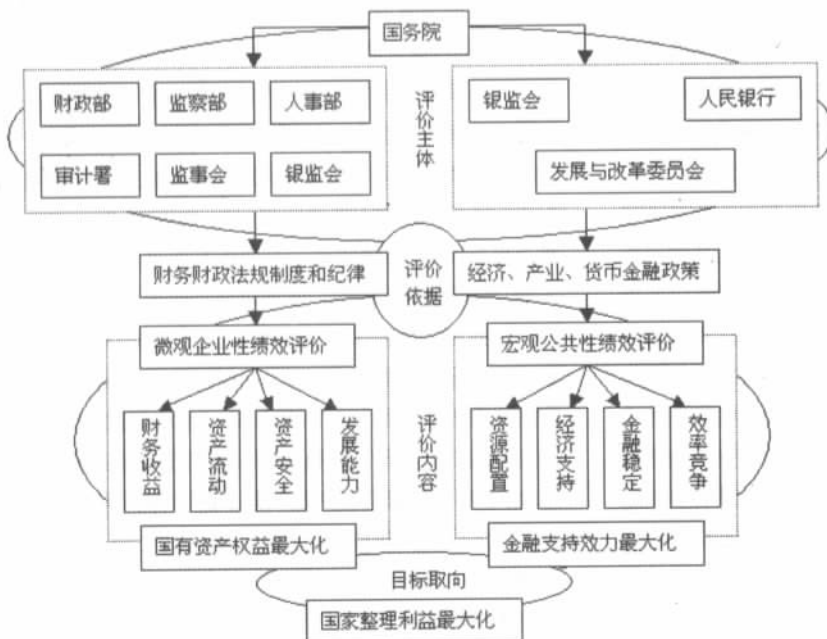 国务院
财政部 监察部 人事部
审计署 监事会 银监会
评价主体
银监会 人民银行
发展与改革委员会
财务财政法规制度和纪律
评价
依据
经济、产业、货币金融政策
微观企业性绩效评价
宏观公共性绩效评价
财务收益
资产流动
资产安全
发展能力
评价内容
资源配置
经济支持
金融稳定
效率竞争
国有资产权益最大化
金融支持效力最大化
目标取向
国家整理利益最大化